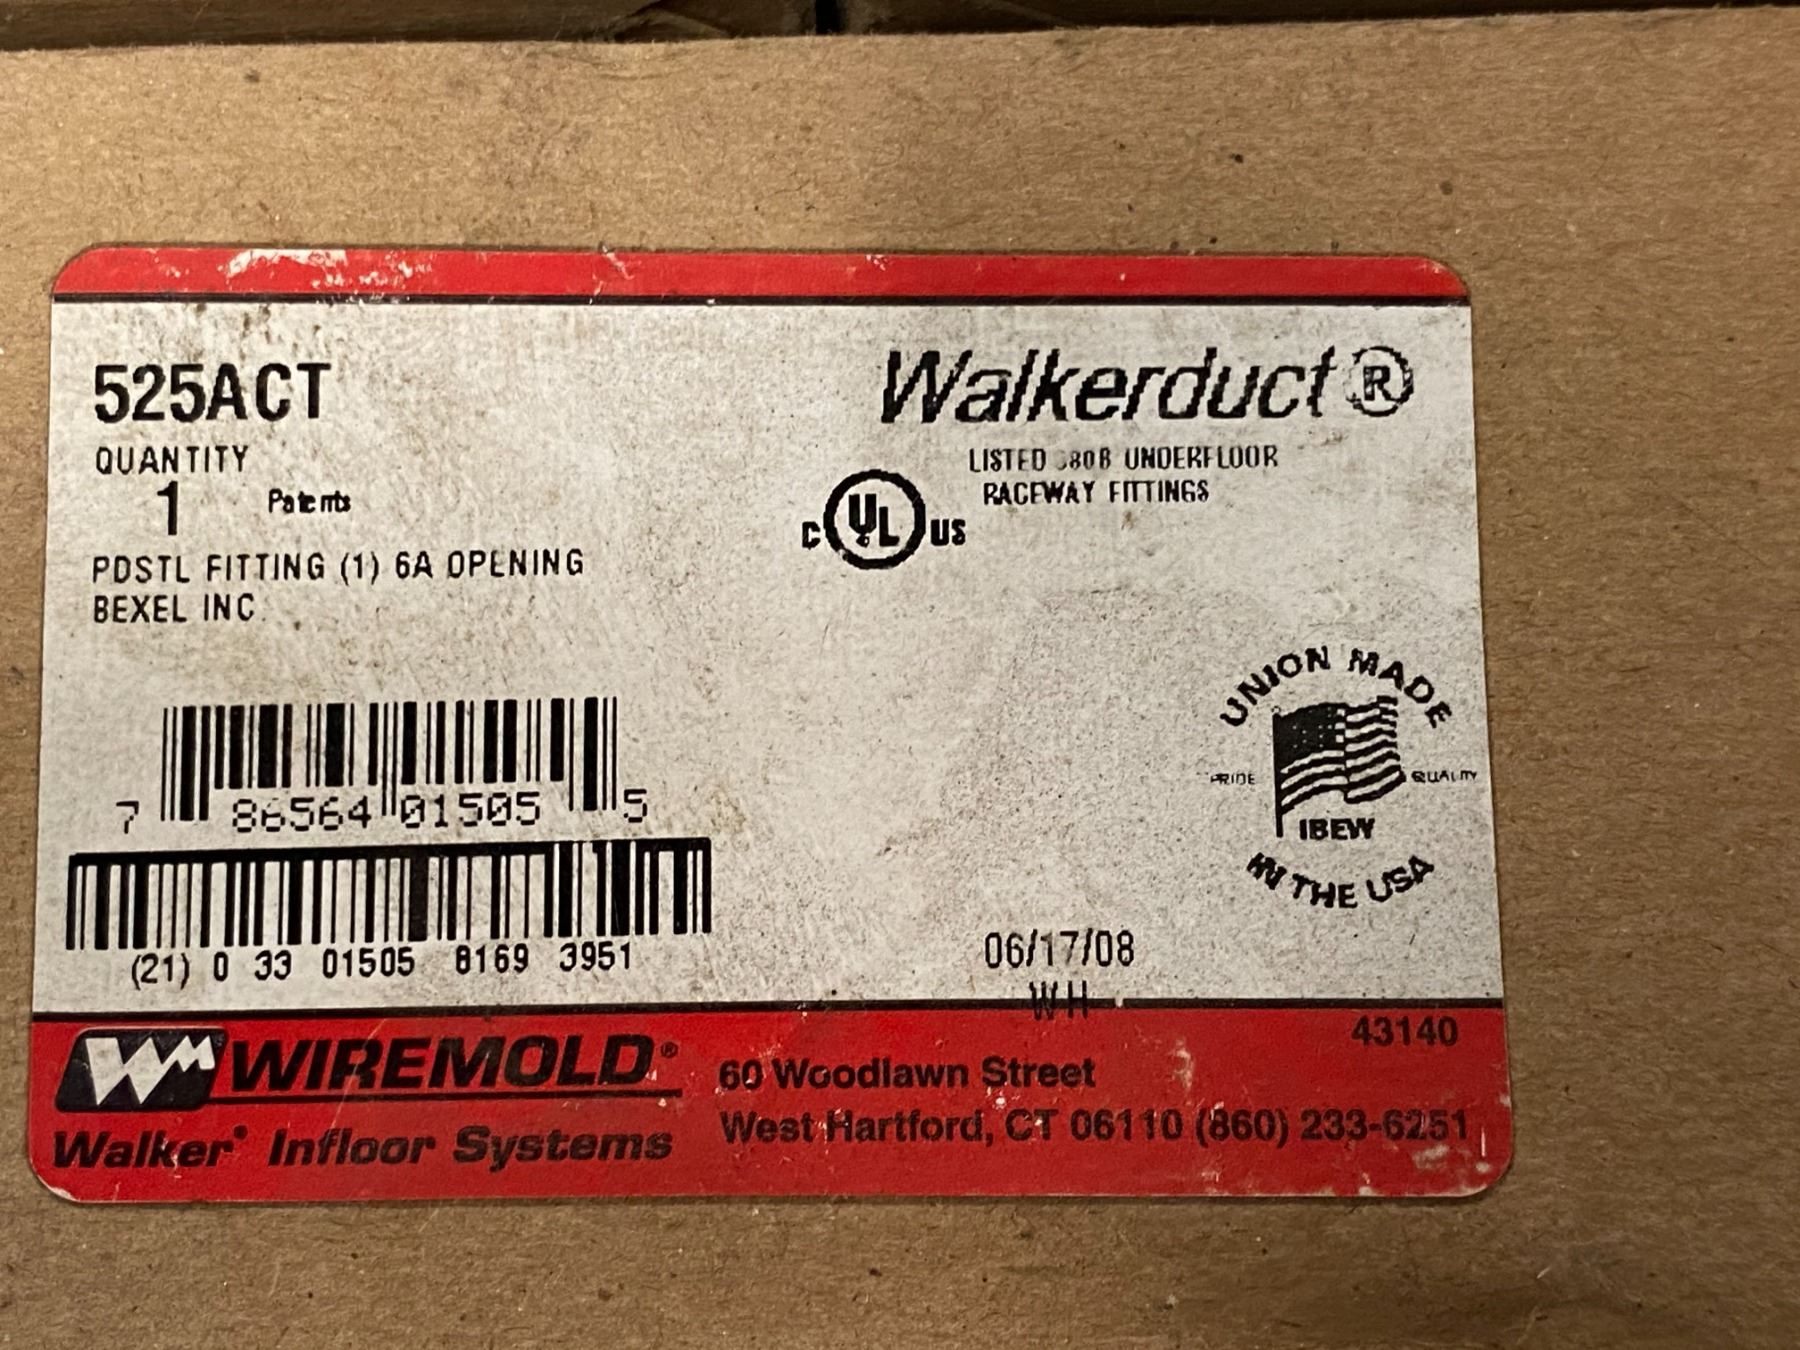 525ACT
Walkerduct®
QUANTITY
1 Patents
LISTED 80B UNDERFLOOR
RACEWAY FITTINGS
C UL US
PDSTL FITTING (1) 6A OPENING
BEXEL INC.
UNION MADE
PRIDE QUALITY
IBEW
IN THE USA
7 86564 01505 5
(21) 0 33 01505 8169 3951
06/17/08
WH
43140
WM WIREMOLD®
60 Woodlawn Street
Walker® Infloor Systems
West Hartford, CT 06110 (860) 233-6251